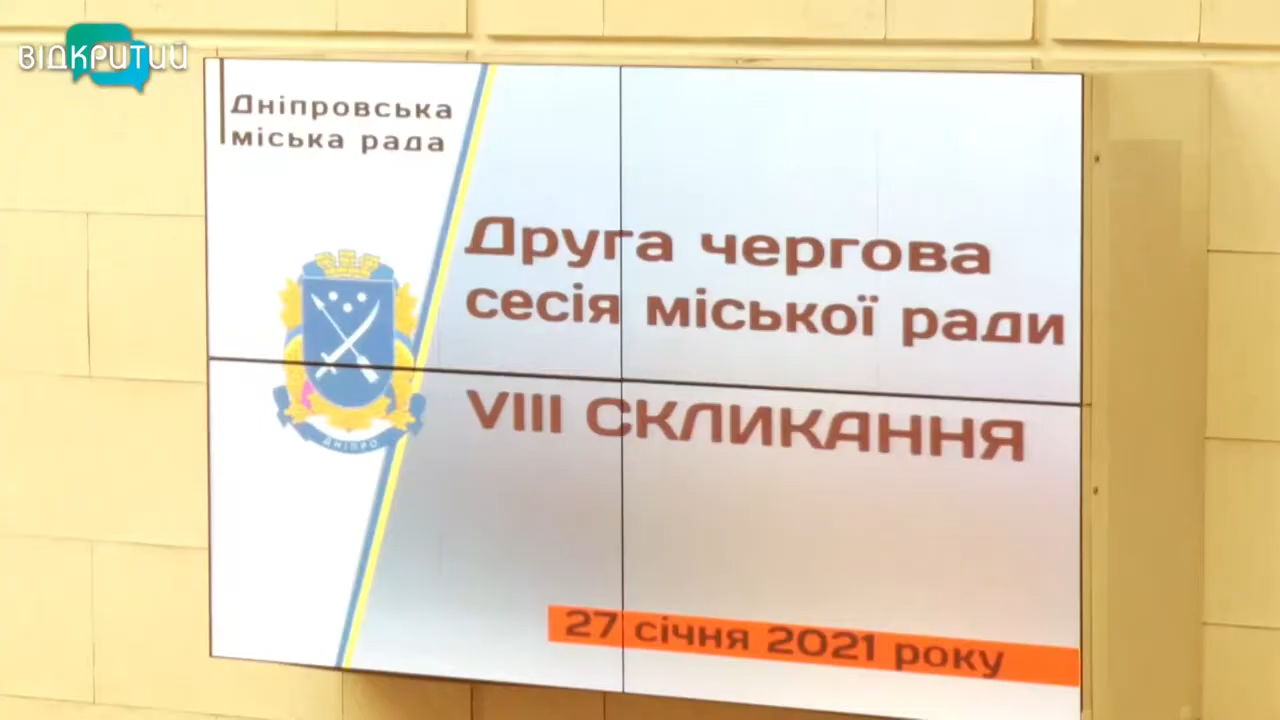 ВІДКРИТИЙ
Дніпровська
міська рада
Друга чергова
сесія міської ради
VIII СКЛИКАННЯ
ДНІПРО
27 січня 2021 року